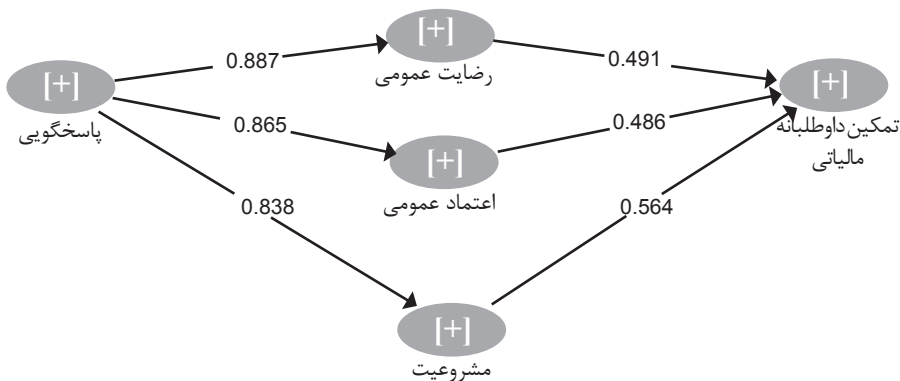 [+]
رضایت عمومی
0.887
0.491
[+]
پاسخگویی
[+]
تمکین داوطلبانه
مالیاتی
0.865
0.486
[+]
اعتماد عمومی
0.838
0.564
[+]
مشروعیت